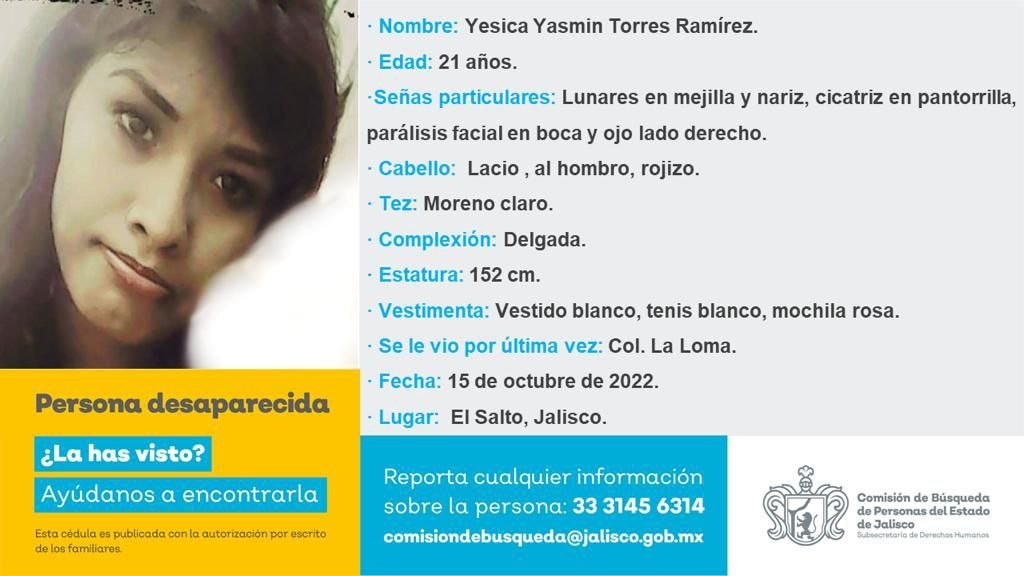 · Nombre: Yesica Yasmin Torres Ramírez.
· Edad: 21 años.
·Señas particulares: Lunares en mejilla y nariz, cicatriz en pantorrilla,
parálisis facial en boca y ojo lado derecho.
· Cabello: Lacio , al hombro, rojizo.
· Tez: Moreno claro.
· Complexión: Delgada.
· Estatura: 152 cm.
· Vestimenta: Vestido blanco, tenis blanco, mochila rosa.
· Se le vio por última vez: Col. La Loma.
· Fecha: 15 de octubre de 2022.
· Lugar: El Salto, Jalisco.
Persona desaparecida
¿La has visto?
Ayúdanos a encontrarla
Esta cédula es publicada con la autorización por escrito
de los familiares.
Reporta cualquier información
sobre la persona: 33 3145 6314
comisiondebusqueda@jalisco.gob.mx
Comisión de Búsqueda
de Personas del Estado
de Jalisco
Subsecretaría de Derechos Humanos